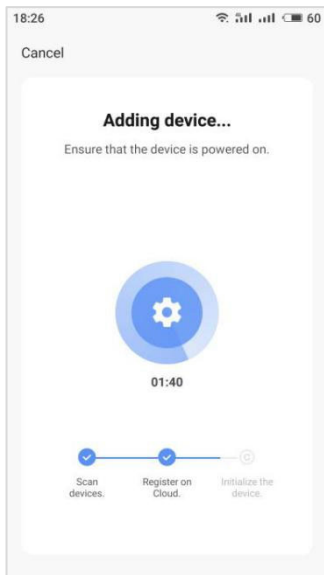 18:26
60
Cancel
Adding device...
Ensure that the device is powered on.
01:40
Scan
devices.
Register on
Cloud.
Initialize the
device.